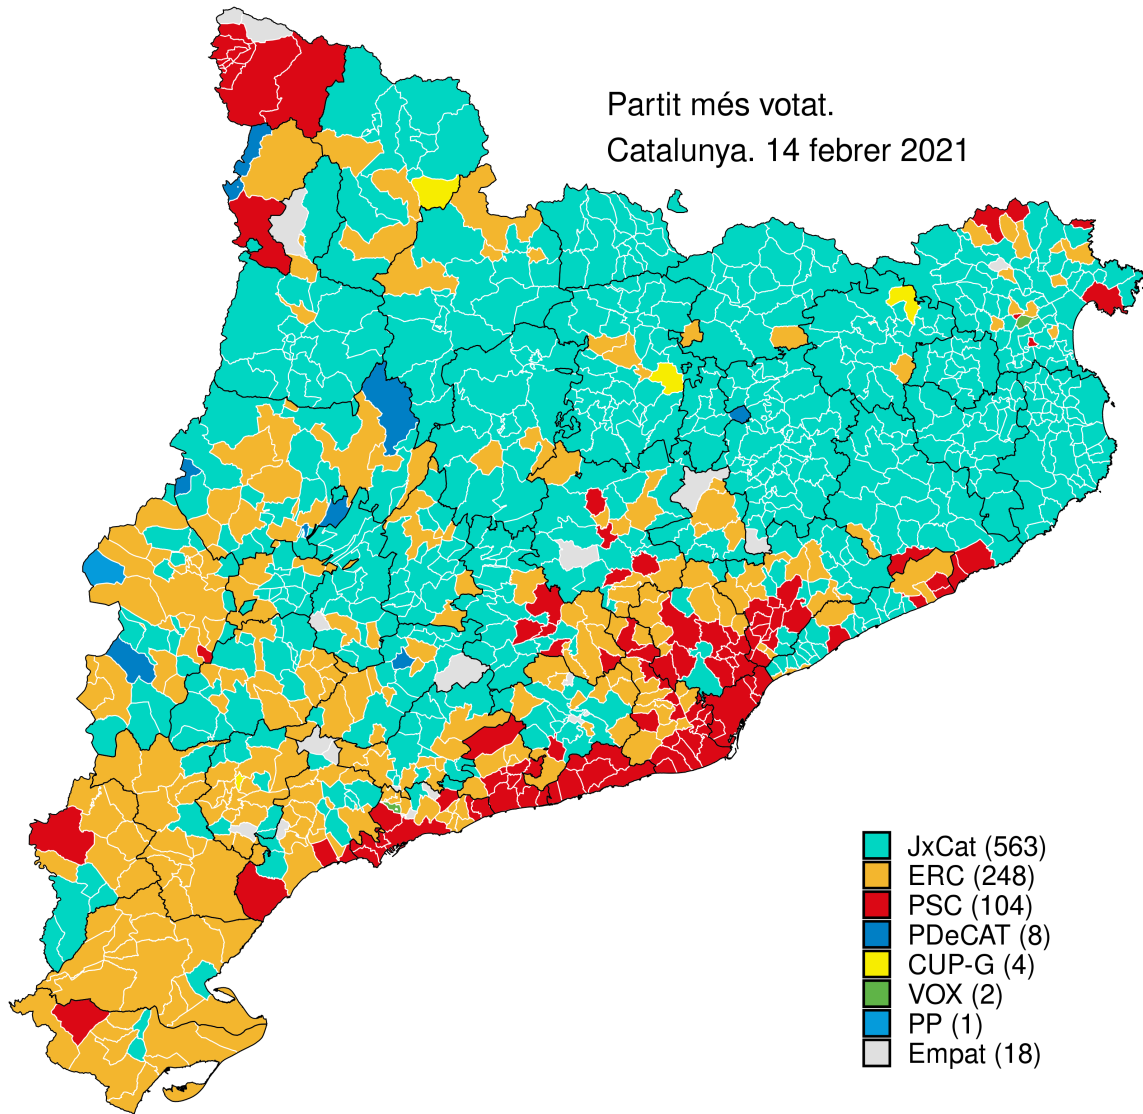 Partit més votat.
Catalunya. 14 febrer 2021
JxCat (563)
ERC (248)
PSC (104)
PDeCAT (8)
CUP-G (4)
VOX (2)
PP (1)
Empat (18)